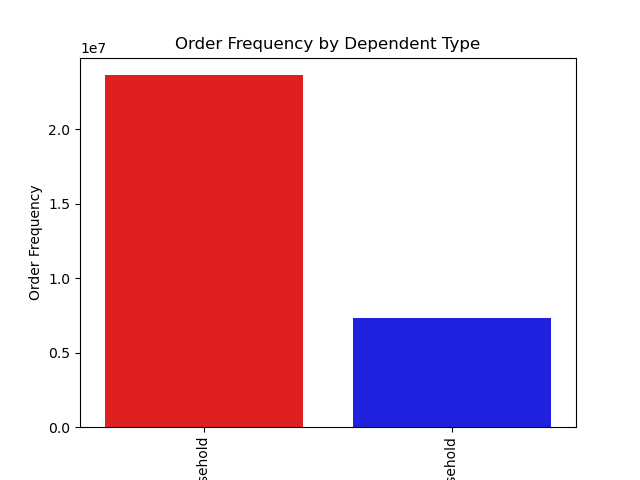 Order Frequency by Dependent Type
1e7
2.0
1.5
1.0
0.5
0.0
Order Frequency
sehold
sehold